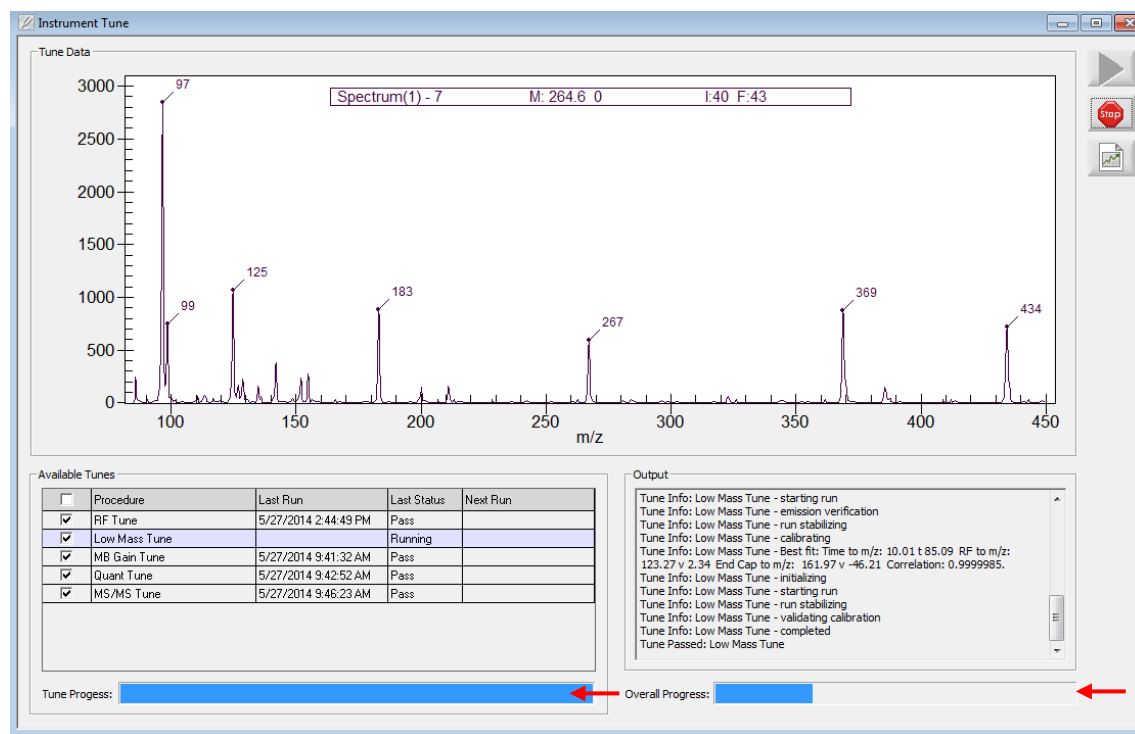 Instrument Tune
Tune Data
Spectrum(1) - 7 M: 264.6 0 I:40 F:43
3000
2500
2000
1500
1000
500
0
97
99
125
183
267
369
434
100 150 200 250 300 350 400 450
m/z
Stop
Available Tunes
Procedure Last Run Last Status Next Run
RF Tune 5/27/2014 2:44:49 PM Pass
Low Mass Tune Running
MB Gain Tune 5/27/2014 9:41:32 AM Pass
Quant Tune 5/27/2014 9:42:52 AM Pass
MS/MS Tune 5/27/2014 9:46:23 AM Pass
Tune Progess:
Output
Tune Info: Low Mass Tune - starting run
Tune Info: Low Mass Tune - emission verification
Tune Info: Low Mass Tune - run stabilizing
Tune Info: Low Mass Tune - calibrating
Tune Info: Low Mass Tune - Best fit: Time to m/z: 10.01 t 85.09 RF to m/z:
123.27 v 2.34 End Cap to m/z: 161.97 v -46.21 Correlation: 0.9999985.
Tune Info: Low Mass Tune - initializing
Tune Info: Low Mass Tune - starting run
Tune Info: Low Mass Tune - run stabilizing
Tune Info: Low Mass Tune - validating calibration
Tune Info: Low Mass Tune - completed
Tune Passed: Low Mass Tune
Overall Progress: